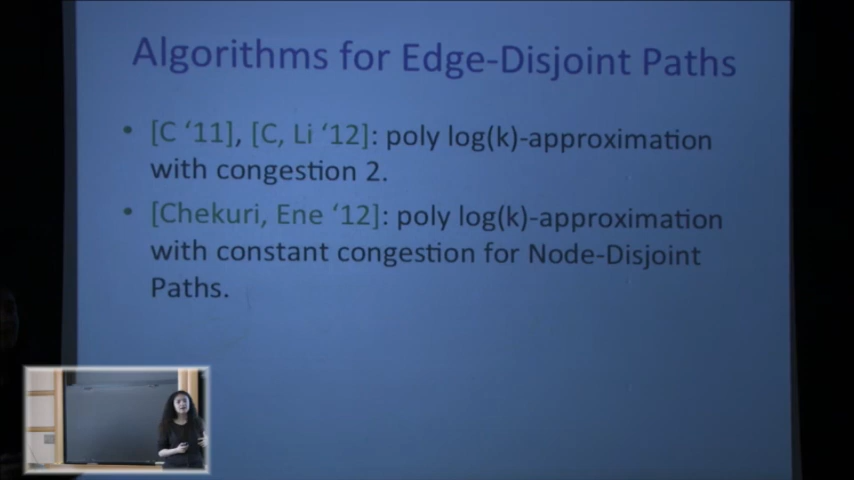 Algorithms for Edge-Disjoint Paths
• [C ‘11], [C, Li ‘12]: poly log(k)-approximation
with congestion 2.
• [Chekuri, Ene ‘12]: poly log(k)-approximation
with constant congestion for Node-Disjoint
Paths.